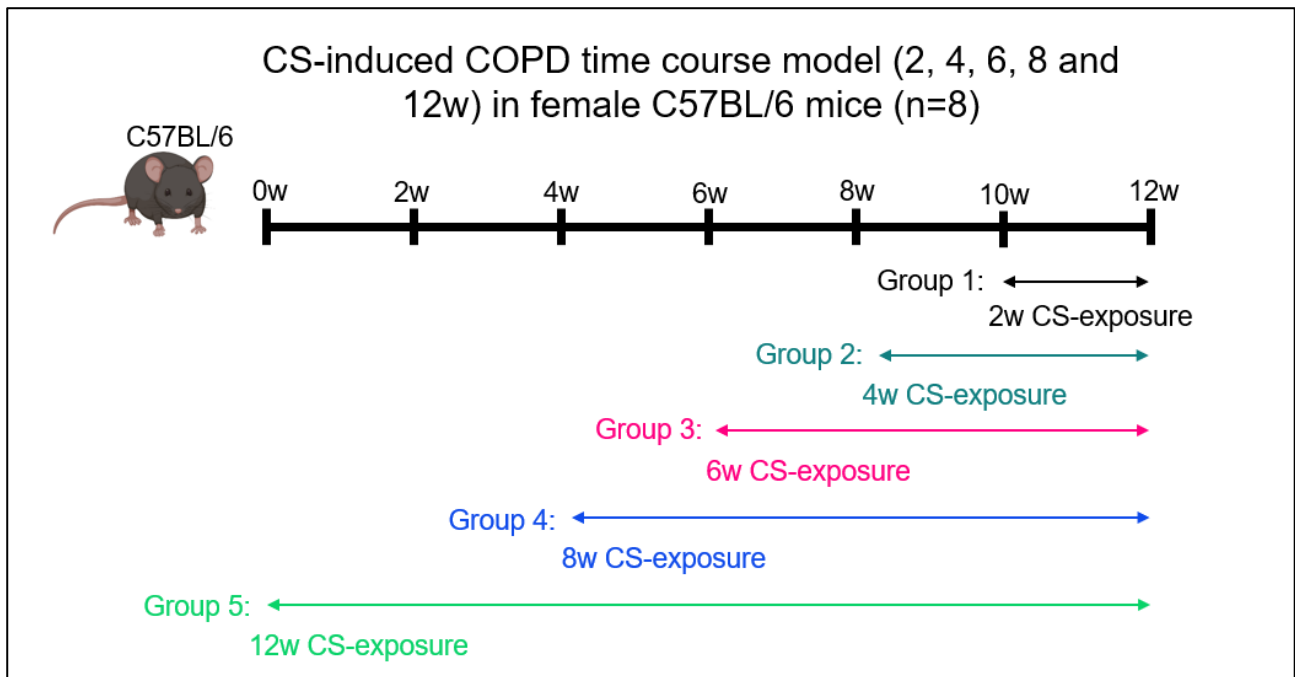 CS-induced COPD time course model (2, 4, 6, 8 and
12w) in female C57BL/6 mice (n=8)
C57BL/6
0w 2w 4w 6w 8w 10w 12w
Group 1:
2w CS-exposure
Group 2:
4w CS-exposure
Group 3:
6w CS-exposure
Group 4:
8w CS-exposure
Group 5:
12w CS-exposure